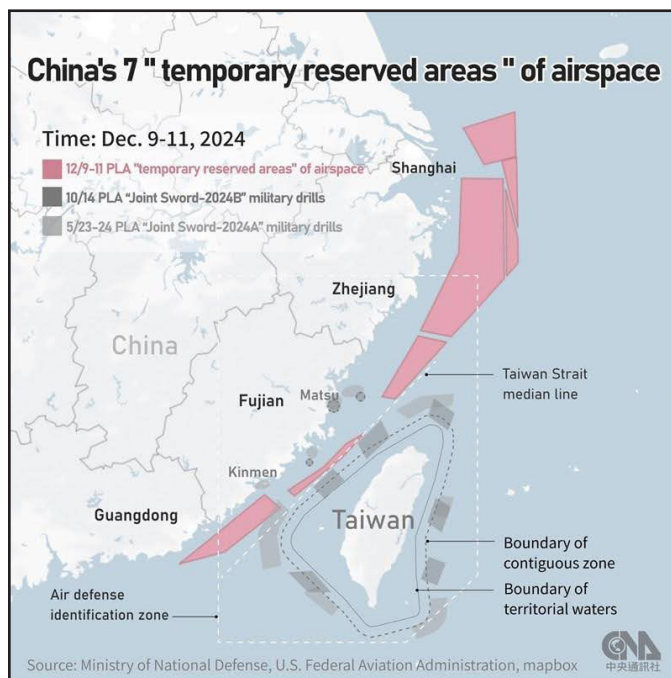 China's 7 " temporary reserved areas " of airspace
Time: Dec. 9-11, 2024
12/9-11 PLA "temporary reserved areas" of airspace
10/14 PLA “Joint Sword-2024B” military drills
5/23-24 PLA “Joint Sword-2024A” military drills
Shanghai
Zhejiang
China
Taiwan Strait
median line
Matsu
Fujian
Kinmen
Guangdong
Taiwan
Boundary of
contiguous zone
Boundary of
territorial waters
Air defense
identification zone
CNA
中央通訊社
Source: Ministry of National Defense, U.S. Federal Aviation Administration, mapbox